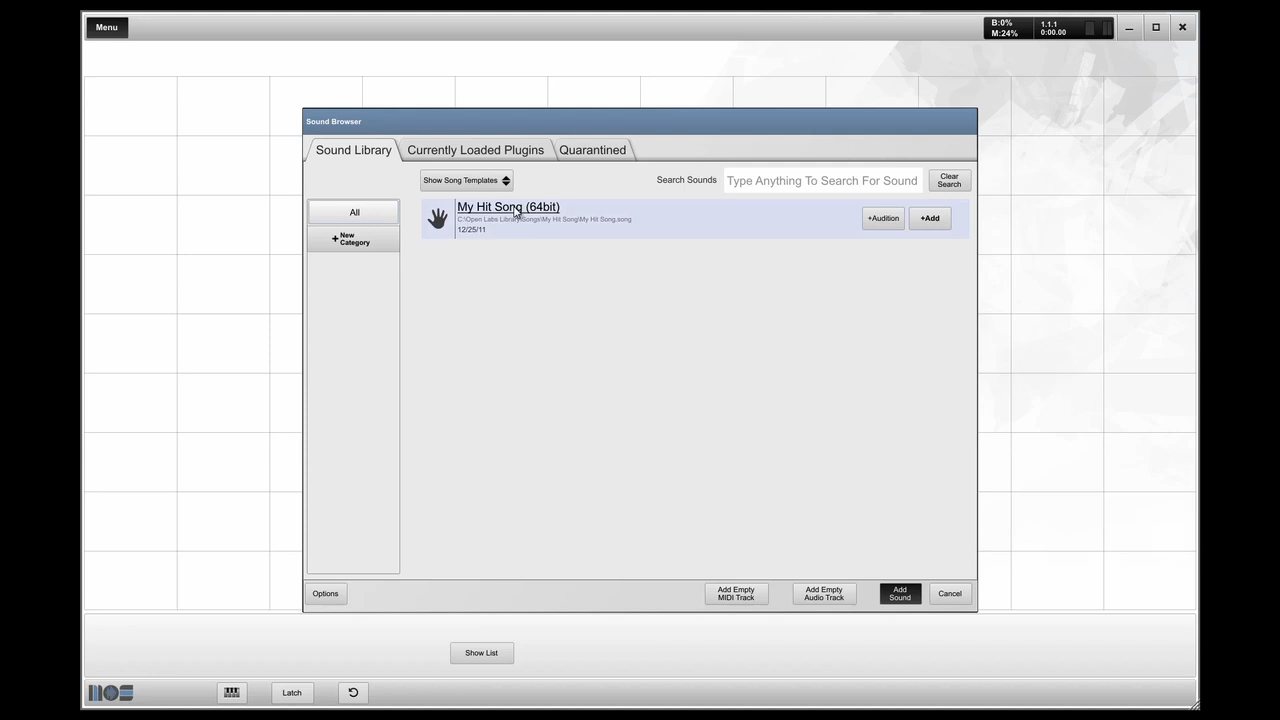 Menu
B:0%
M:24%
1.1.1
0:00.00
Sound Browser
Sound Library
Currently Loaded Plugins
Quarantined
Show Song Templates
Search Sounds
Type Anything To Search For Sound
Clear
Search
All
+ New
Category
My Hit Song (64bit)
C:\Open Labs Library\Songs\My Hit Song\My Hit Song.song
12/25/11
+Audition
+Add
Options
Add Empty
MIDI Track
Add Empty
Audio Track
Add
Sound
Cancel
Show List
mos
Latch